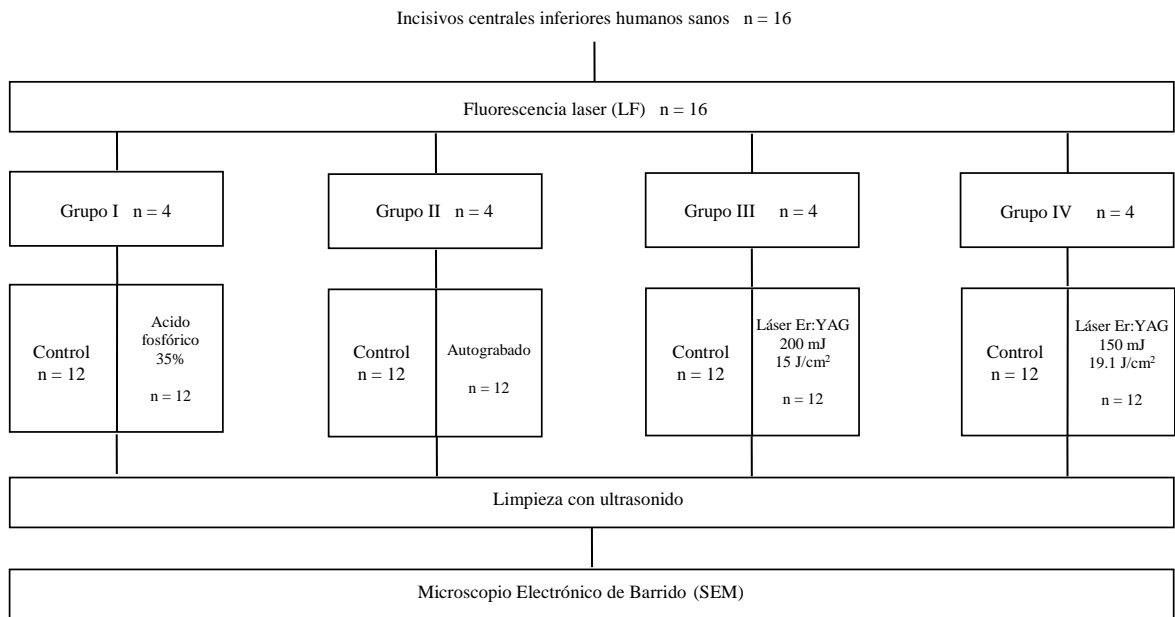 Incisivos centrales inferiores humanos sanos n = 16
Fluorescencia laser (LF) n = 16
Grupo I n = 4
Grupo II n = 4
Grupo III n = 4
Grupo IV n = 4
Control
n = 12
Acido
fosfórico
35%
n = 12
Control
n = 12
Autograbado
n = 12
Control
n = 12
Láser Er:YAG
200 mJ
15 J/cm²
n = 12
Control
n = 12
Láser Er:YAG
150 mJ
19.1 J/cm²
n = 12
Limpieza con ultrasonido
Microscopio Electrónico de Barrido (SEM)